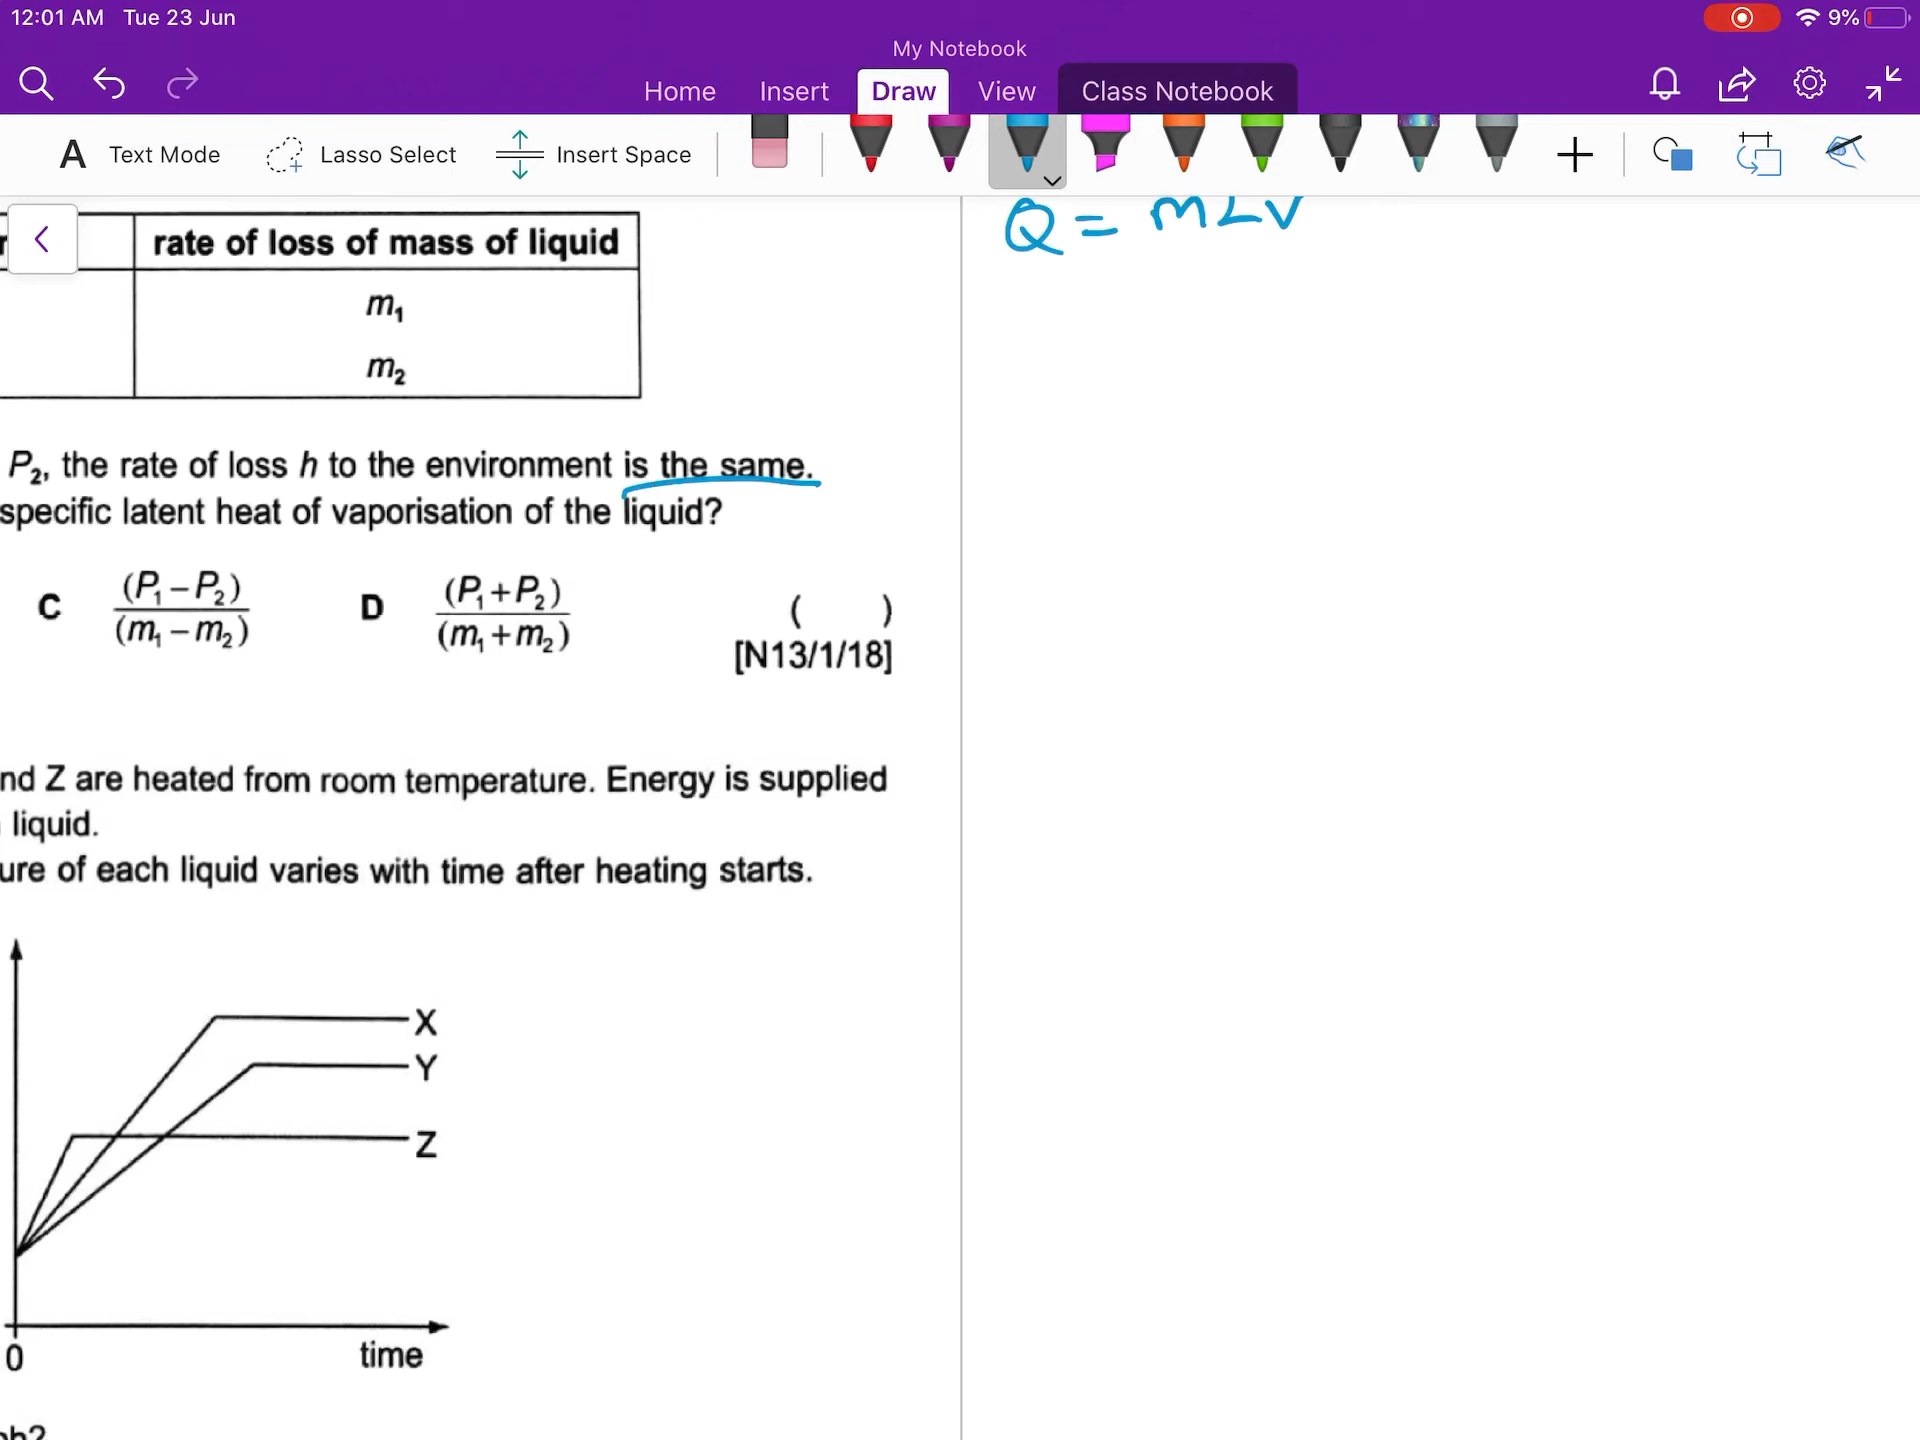 12:01 AM Tue 23 Jun
9%
My Notebook
Home Insert Draw View Class Notebook
A Text Mode Lasso Select Insert Space
Q = mLv
rate of loss of mass of liquid
m₁
m₂
P₂, the rate of loss h to the environment is the same.
specific latent heat of vaporisation of the liquid?
C (P₁ – P₂) / (m₁ – m₂) D (P₁ + P₂) / (m₁ + m₂) ( )
[N13/1/18]
nd Z are heated from room temperature. Energy is supplied
liquid.
ure of each liquid varies with time after heating starts.
X
Y
Z
0 time